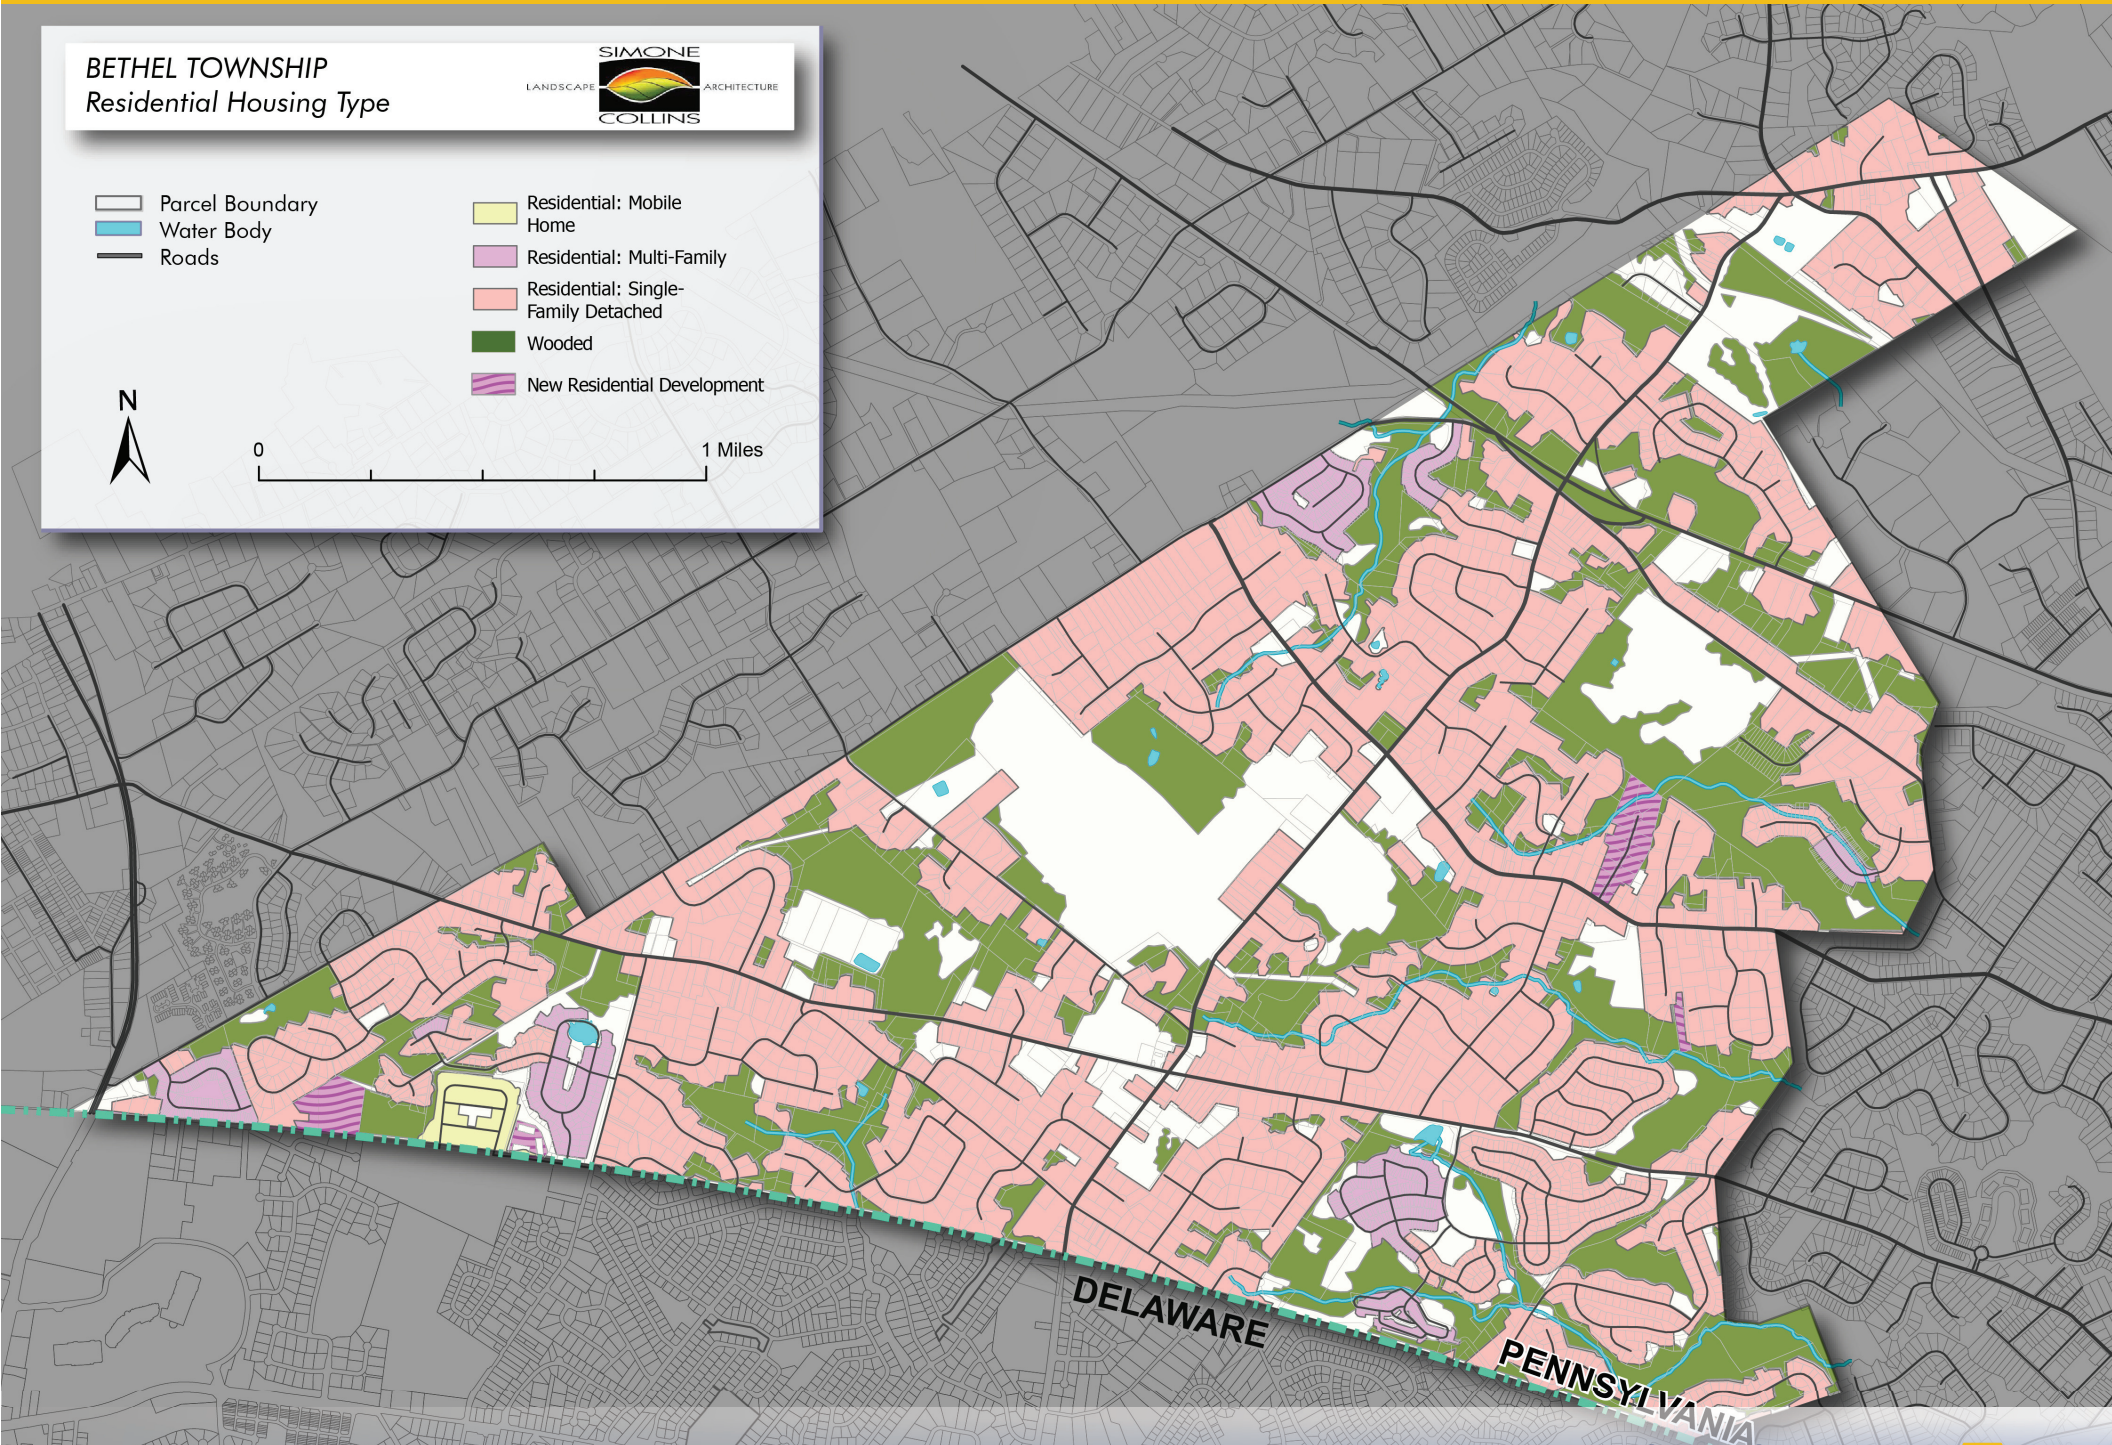 BETHEL TOWNSHIP
Residential Housing Type
SIMONE
LANDSCAPE ARCHITECTURE
COLLINS
Parcel Boundary
Water Body
Roads
Residential: Mobile
Home
Residential: Multi-Family
Residential: Single-
Family Detached
Wooded
New Residential Development
N
0 1 Miles
DELAWARE
PENNSYLVANIA